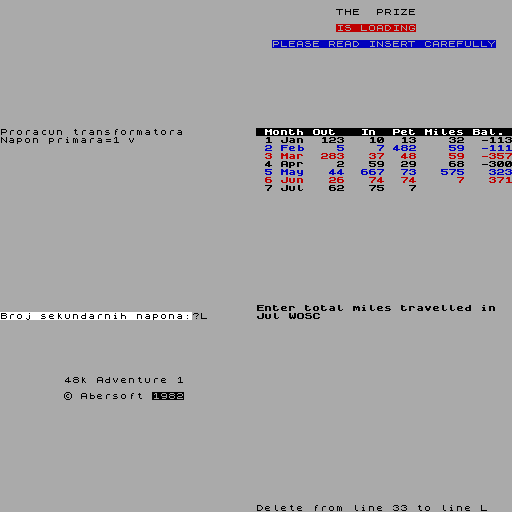 THE PRIZE
IS LOADING
PLEASE READ INSERT CAREFULLY
Proracun transformatora
Napon primara=1 v
Broj sekundarnih napona:?L
Month Out In Pet Miles Bal.
1 Jan 123 10 13 32 -113
2 Feb 5 7 482 59 -111
3 Mar 283 37 48 59 -357
4 Apr 2 59 29 68 -300
5 May 44 667 73 575 323
6 Jun 26 74 74 7 371
7 Jul 62 75 7
Enter total miles travelled in
Jul WOSC
48k Adventure 1
© Abersoft 1982
Delete from line 33 to line L